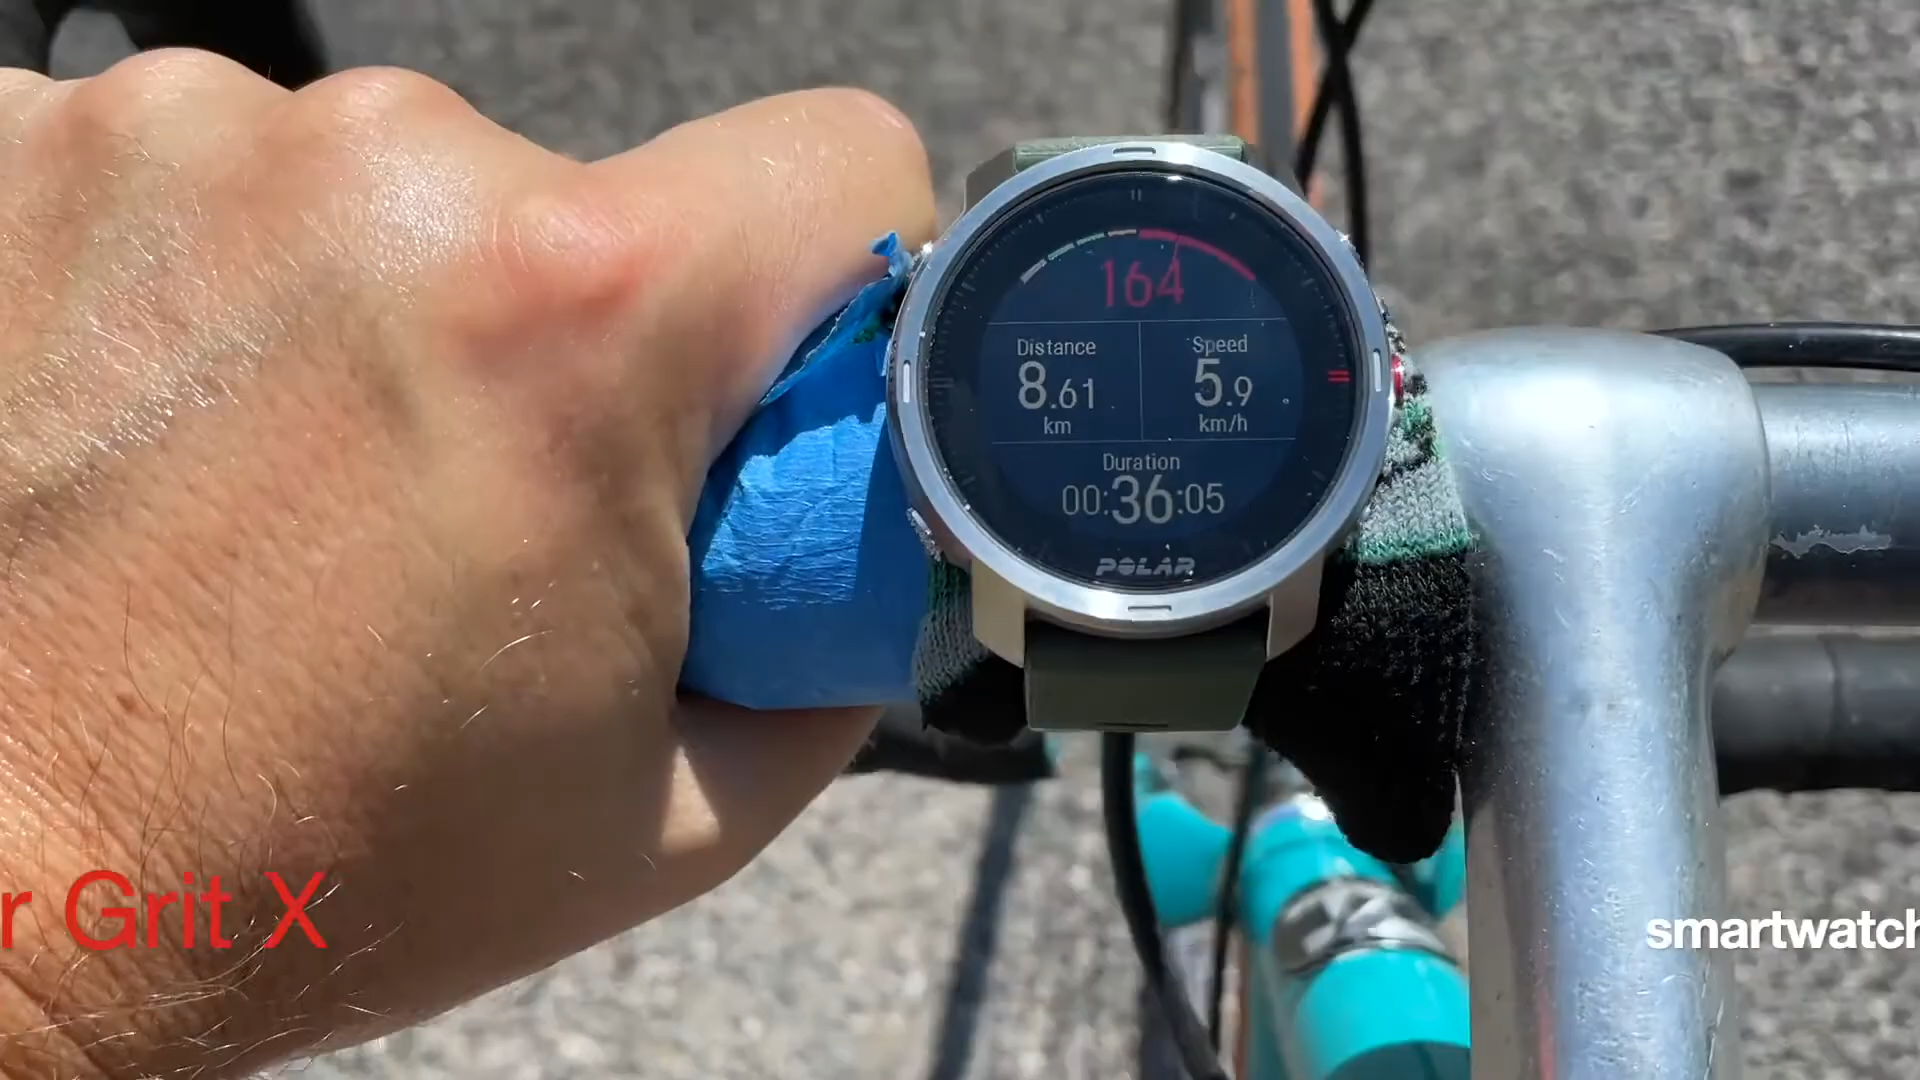 164
Distance
8.61
km
Speed
5.9
km/h
Duration
00:36:05
POLAR
r Grit X
smartwatch